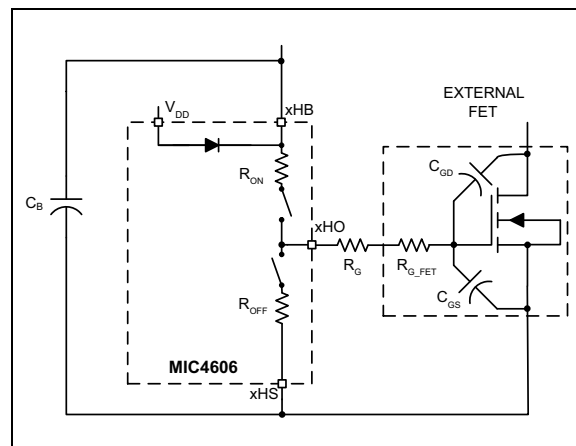 EXTERNAL
FET
V_DD
xHB
C_GD
R_ON
C_B
xHO
R_G
R_G_FET
C_GS
R_OFF
MIC4606
xHS